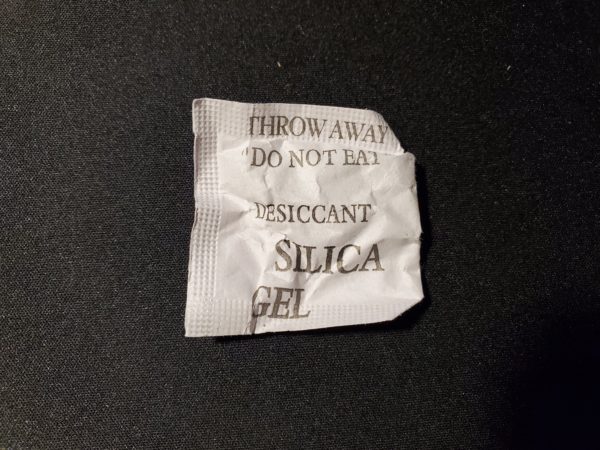 THROW AWAY
"DO NOT EAT
DESICCANT
SILICA
GEL